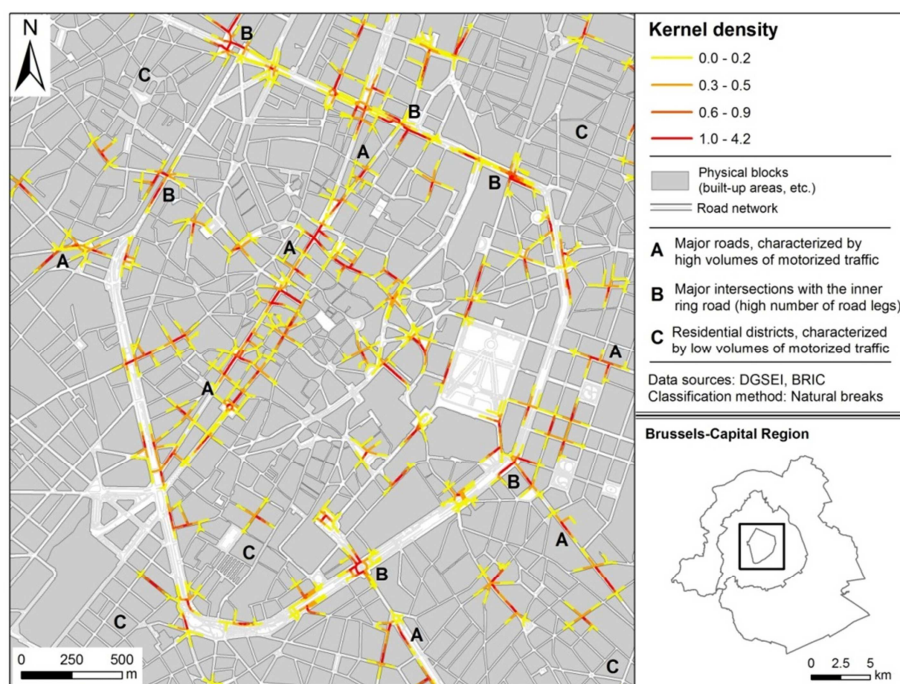 N
B
C
B
C
A
B
B
A
A
A
A
B
A
C
B
C
A
C
0 250 500
m
Kernel density
0.0 - 0.2
0.3 - 0.5
0.6 - 0.9
1.0 - 4.2
Physical blocks
(built-up areas, etc.)
Road network
A Major roads, characterized by
high volumes of motorized traffic
B Major intersections with the inner
ring road (high number of road legs)
C Residential districts, characterized
by low volumes of motorized traffic
Data sources: DGSEI, BRIC
Classification method: Natural breaks
Brussels-Capital Region
0 2.5 5
km